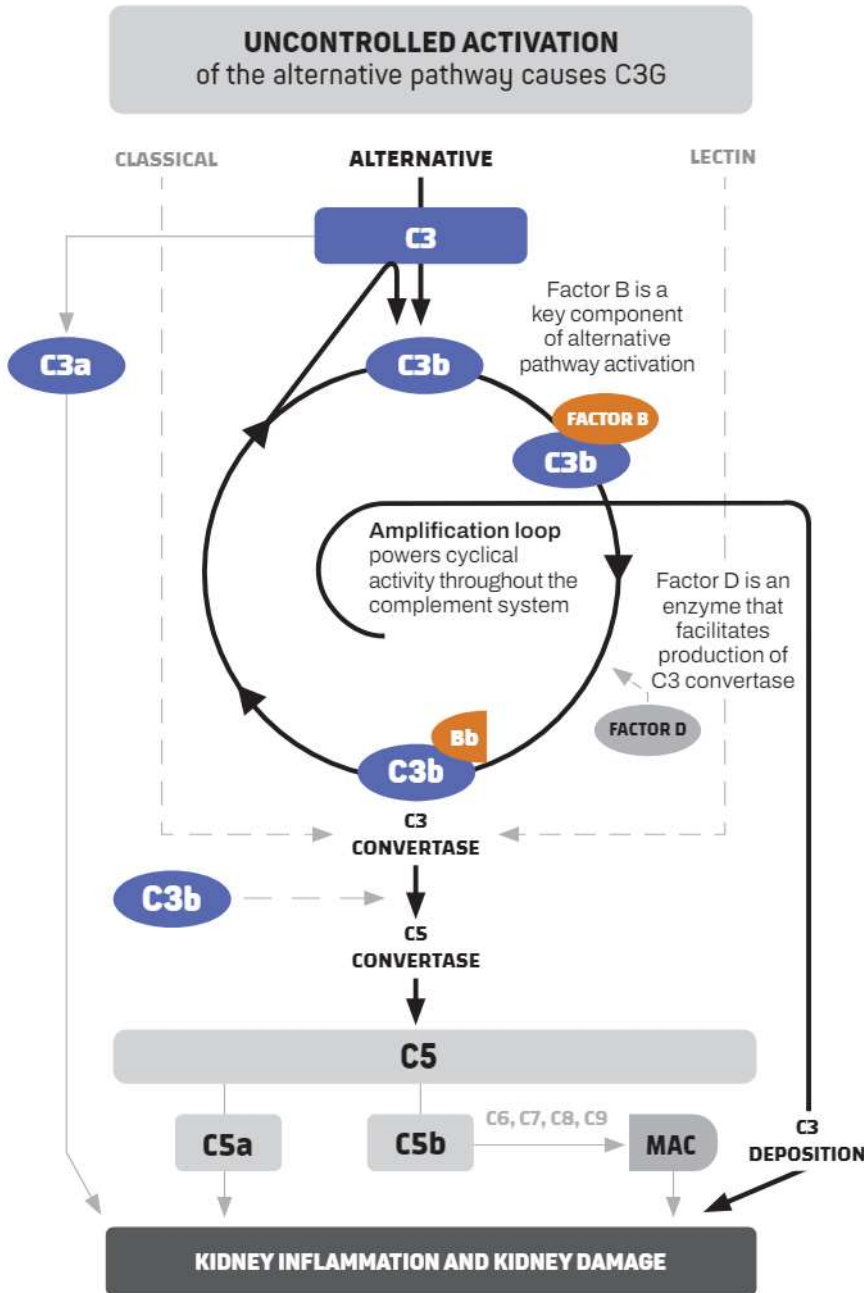 UNCONTROLLED ACTIVATION
of the alternative pathway causes C3G
CLASSICAL
ALTERNATIVE
LECTIN
C3
Factor B is a
key component
of alternative
pathway activation
C3a
C3b
FACTOR B
C3b
Amplification loop
powers cyclical
activity throughout the
complement system
Factor D is an
enzyme that
facilitates
production of
C3 convertase
FACTOR D
Bb
C3b
C3
CONVERTASE
C3b
C5
CONVERTASE
C5
C5a
C5b
C6, C7, C8, C9
MAC
C3
DEPOSITION
KIDNEY INFLAMMATION AND KIDNEY DAMAGE